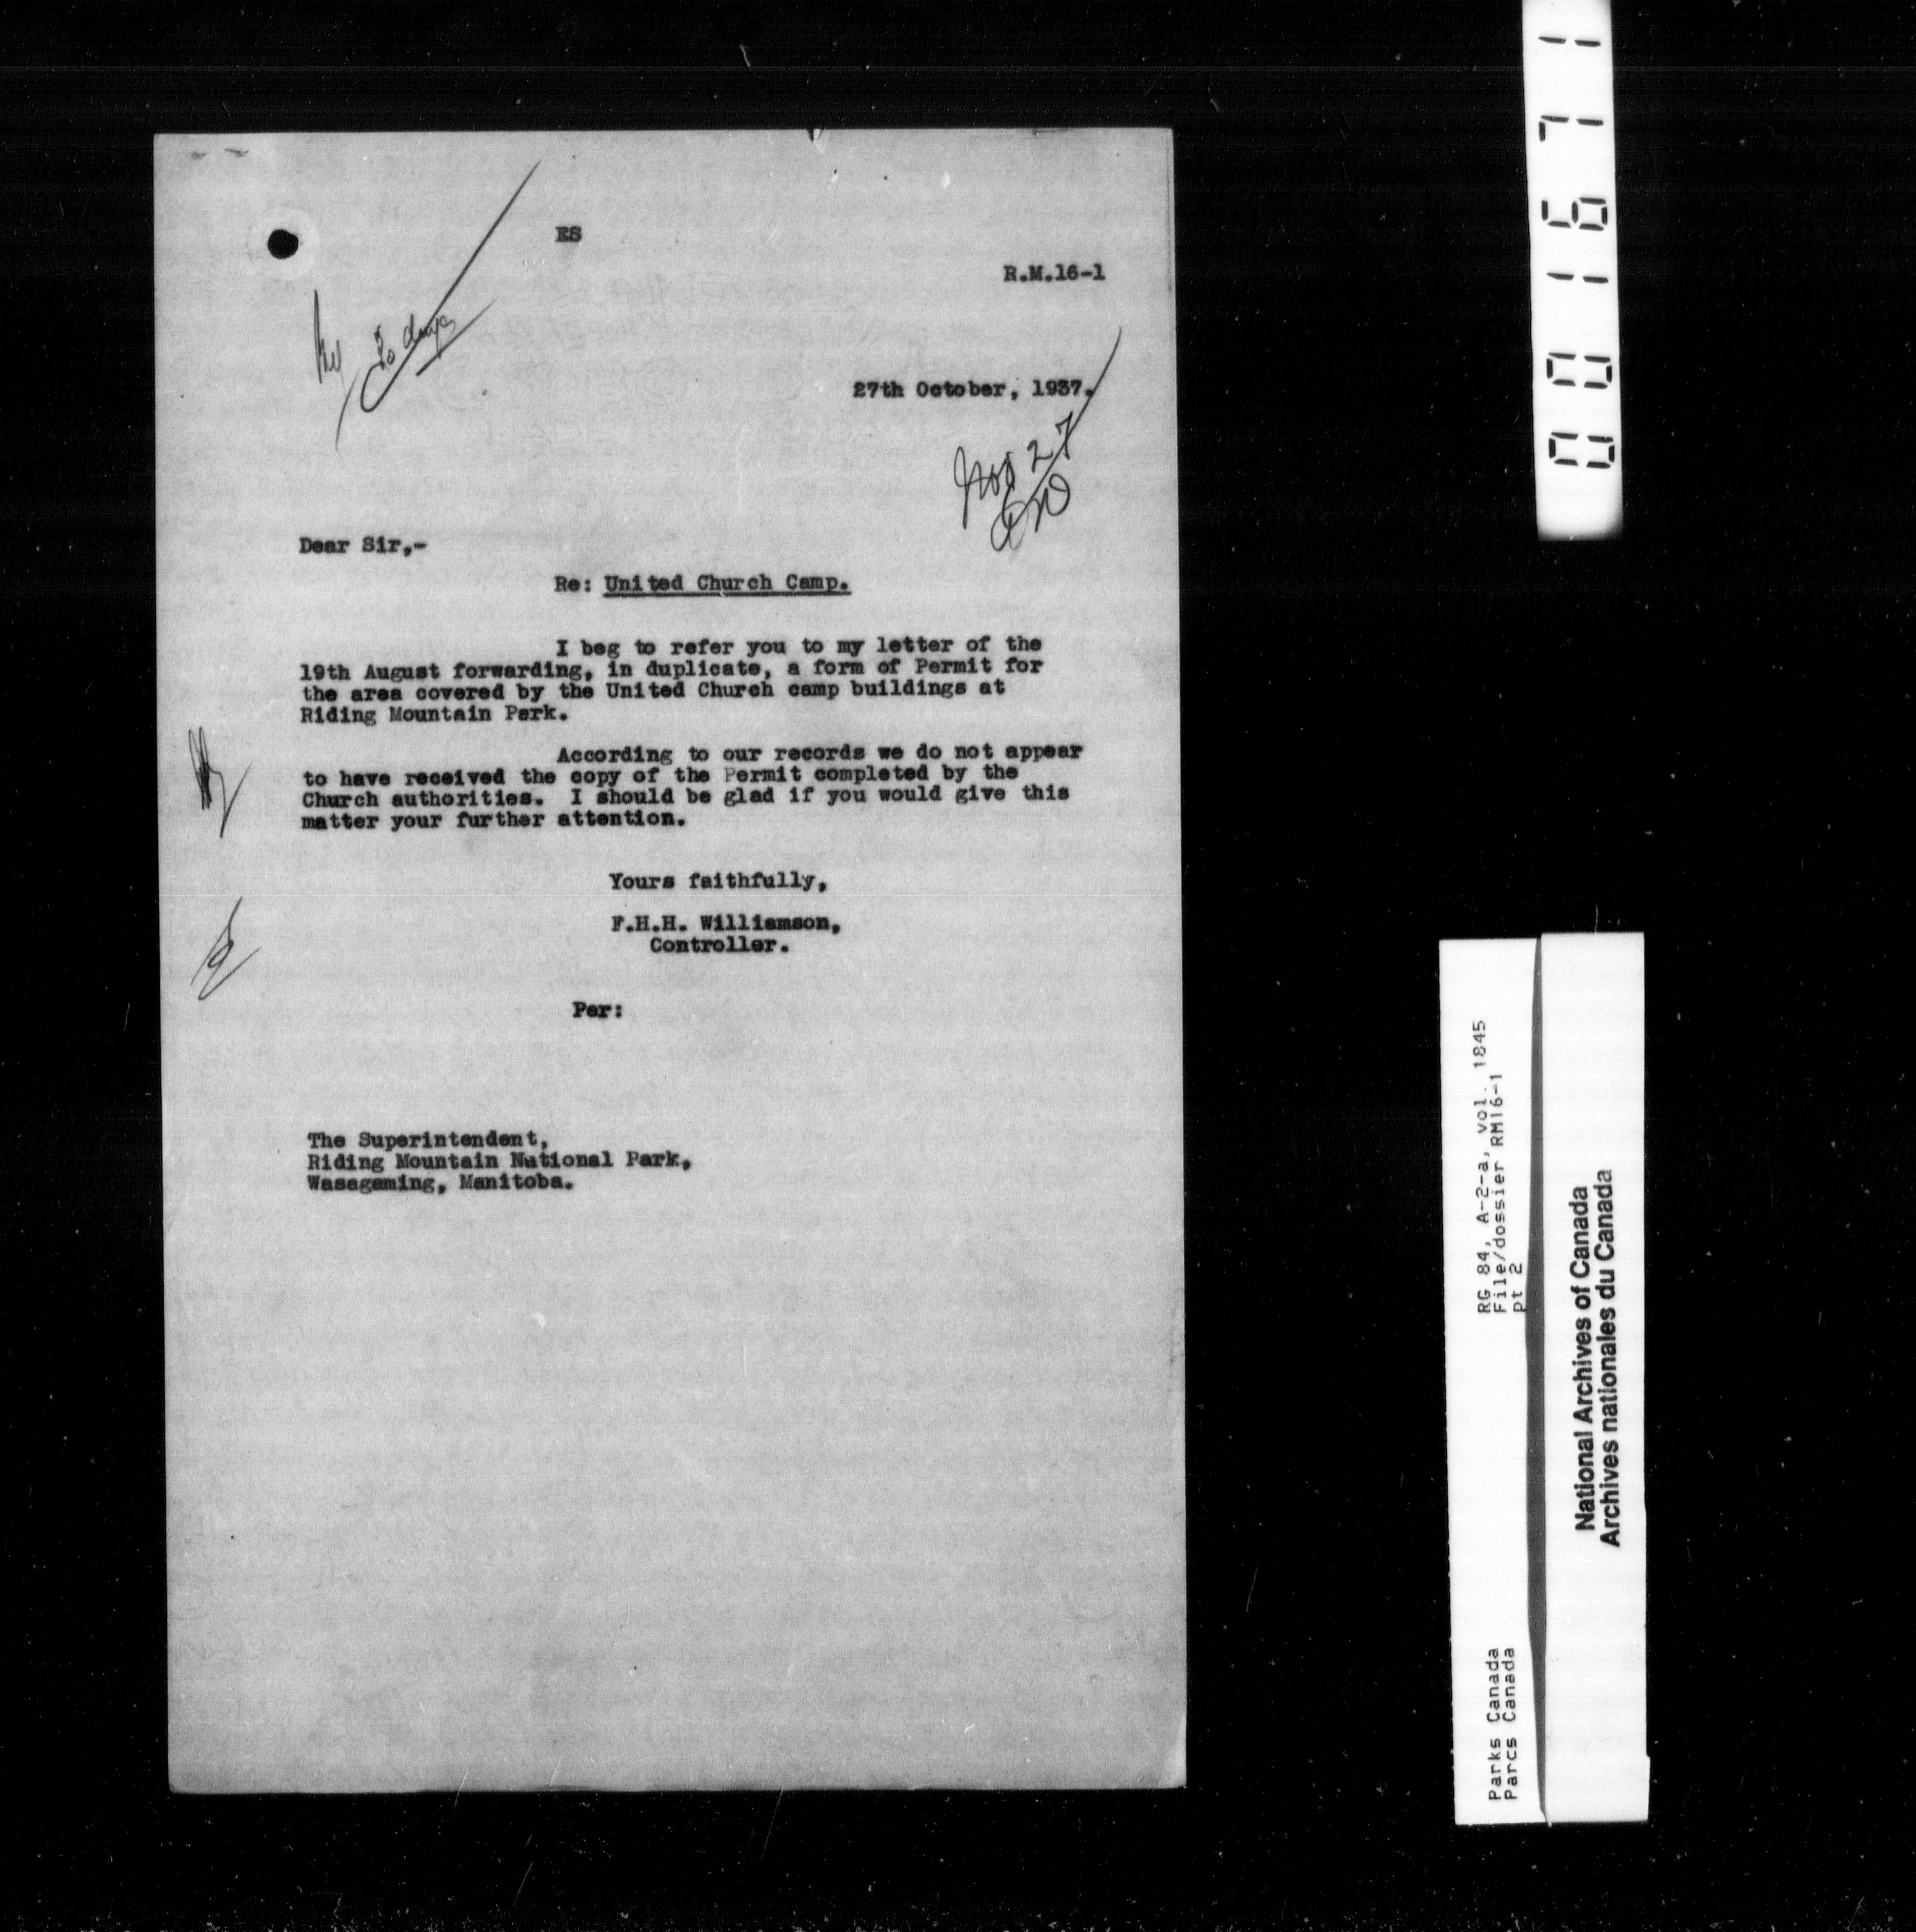 ES
R.M.16-1
30 days
27th October, 1937.
Nov 27
Dear Sir,-
Re: United Church Camp.
I beg to refer you to my letter of the
19th August forwarding, in duplicate, a form of Permit for
the area covered by the United Church camp buildings at
Riding Mountain Park.
According to our records we do not appear
to have received the copy of the Permit completed by the
Church authorities. I should be glad if you would give this
matter your further attention.
Yours faithfully,
F.H.H. Williamson,
Controller.
Per:
The Superintendent,
Riding Mountain National Park,
Wasagaming, Manitoba.
001671
RG 84, A-2-a, vol. 1845
File/dossier RM16-1
pt 2
Parks Canada
Parcs Canada
National Archives of Canada
Archives nationales du Canada